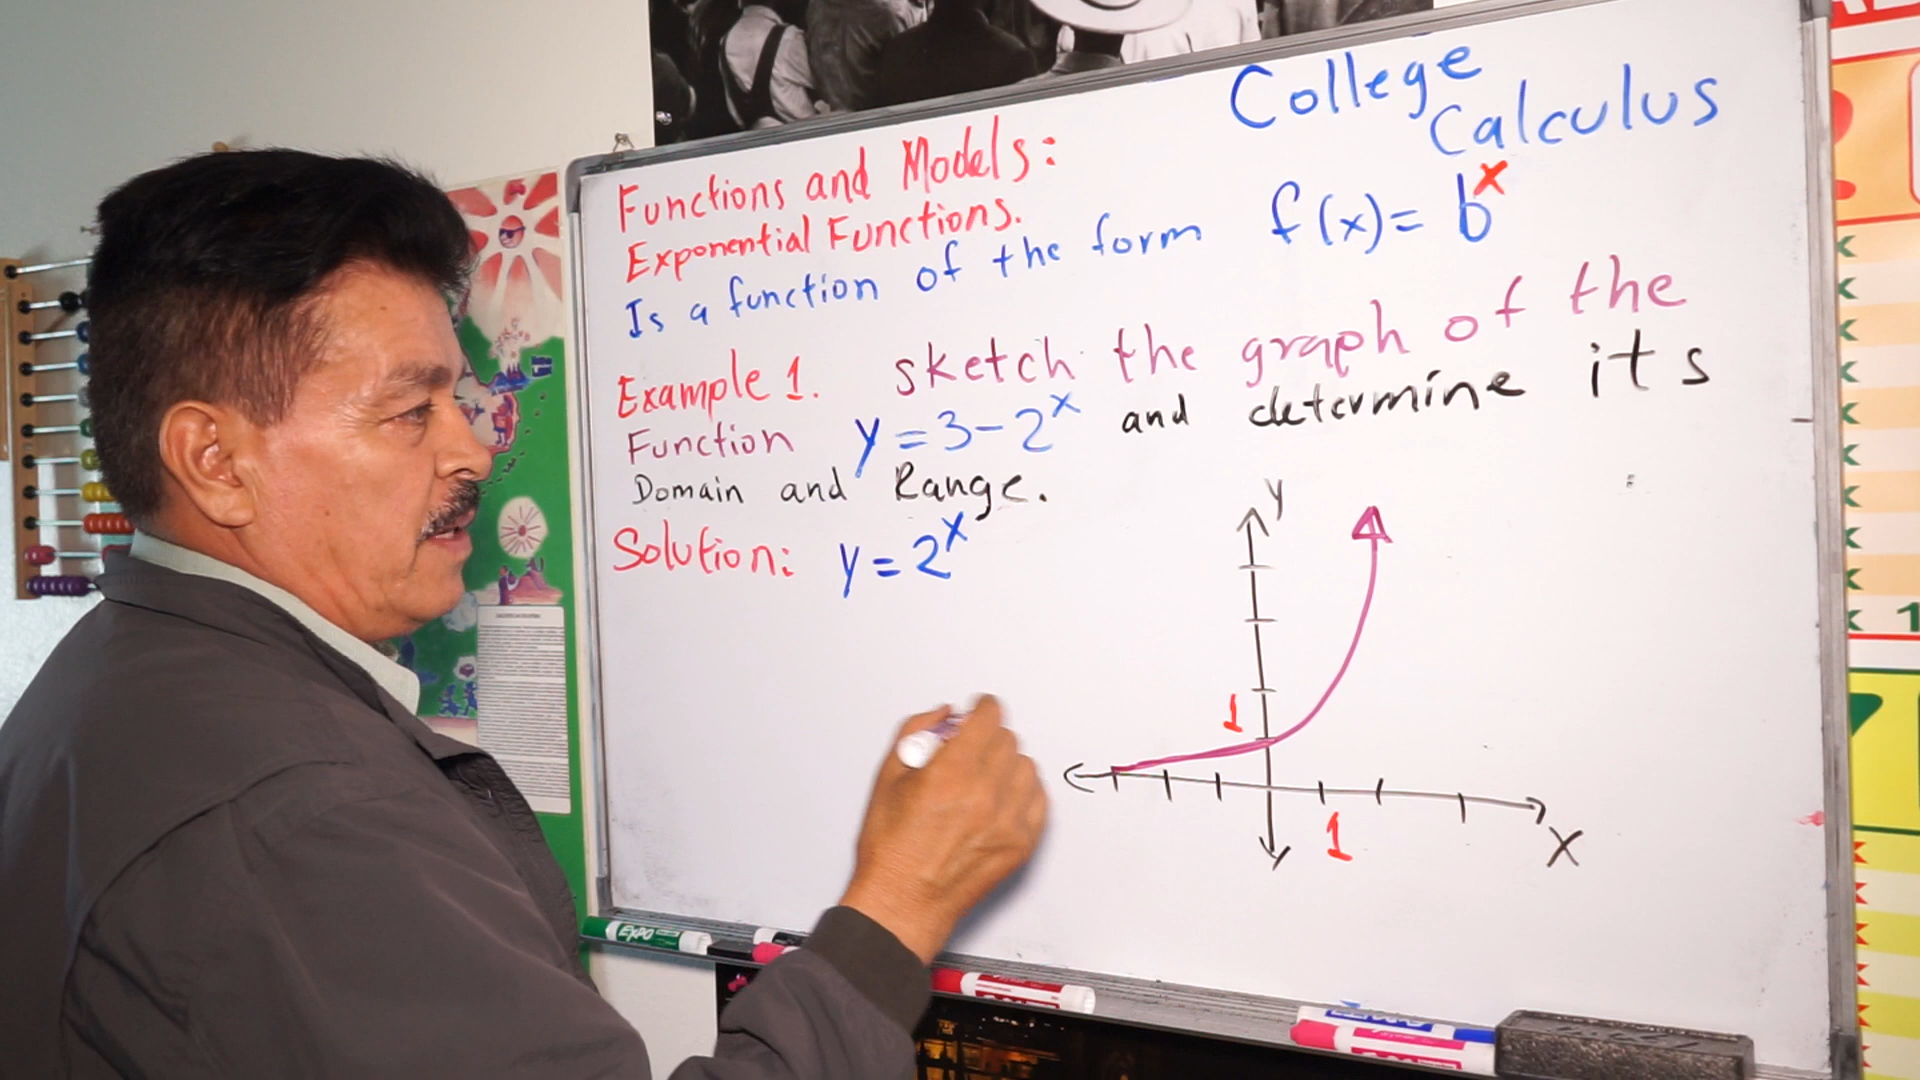 College
Calculus
Functions and Models:
Exponential Functions.
Is a function of the form f(x)= b^x
Example 1. sketch the graph of the
Function y=3-2^x and determine its
Domain and Range.
Solution: y=2^x
y
1
1
X
EXPO